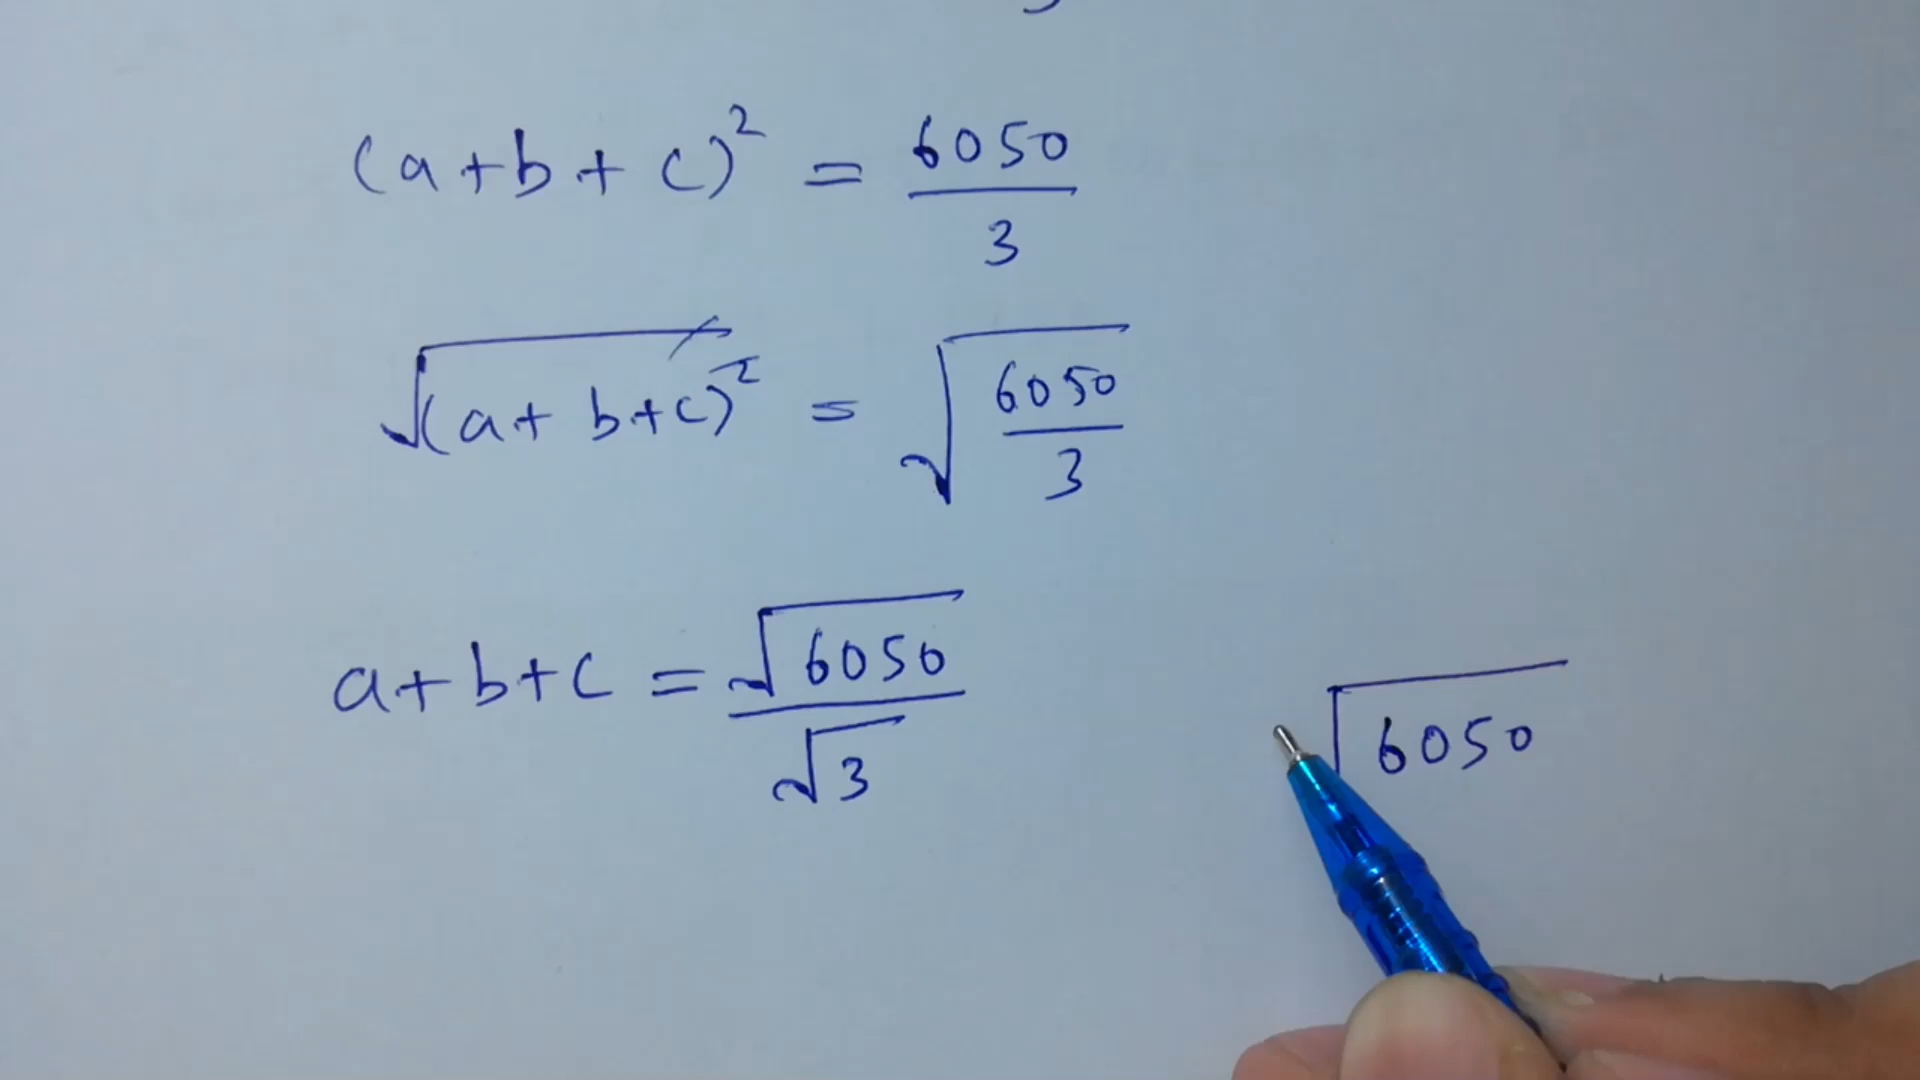 (a+b+c)² = 6050/3
√(a+b+c)² = √(6050/3)
a+b+c = √6050/√3
√6050